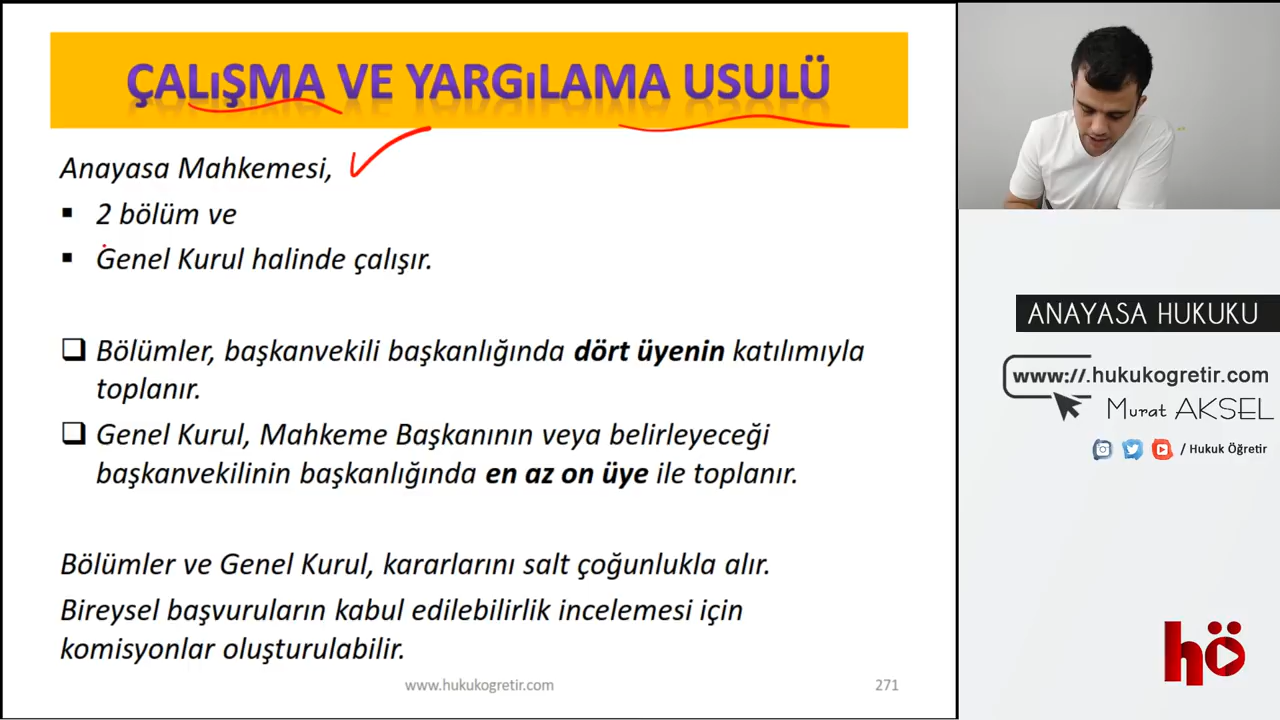 ÇALIŞMA VE YARGILAMA USULÜ
Anayasa Mahkemesi,
▪ 2 bölüm ve
▪ Genel Kurul halinde çalışır.
❑ Bölümler, başkanvekili başkanlığında dört üyenin katılımıyla
toplanır.
❑ Genel Kurul, Mahkeme Başkanının veya belirleyeceği
başkanvekilinin başkanlığında en az on üye ile toplanır.
Bölümler ve Genel Kurul, kararlarını salt çoğunlukla alır.
Bireysel başvuruların kabul edilebilirlik incelemesi için
komisyonlar oluşturulabilir.
www.hukukogretir.com
271
ANAYASA HUKUKU
www://.hukukogretir.com
Murat AKSEL
/ Hukuk Öğretir
hö